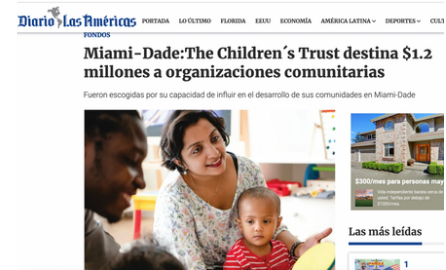 Diario Las Américas
PORTADA LO ÚLTIMO FLORIDA EEUU ECONOMÍA AMÉRICA LATINA DEPORTES
FONDOS
Miami-Dade:The Children´s Trust destina $1.2
millones a organizaciones comunitarias
Fueron escogidas por su capacidad de influir en el desarrollo de sus comunidades en Miami-Dade
$300/mes para personas may
Las más leídas
1